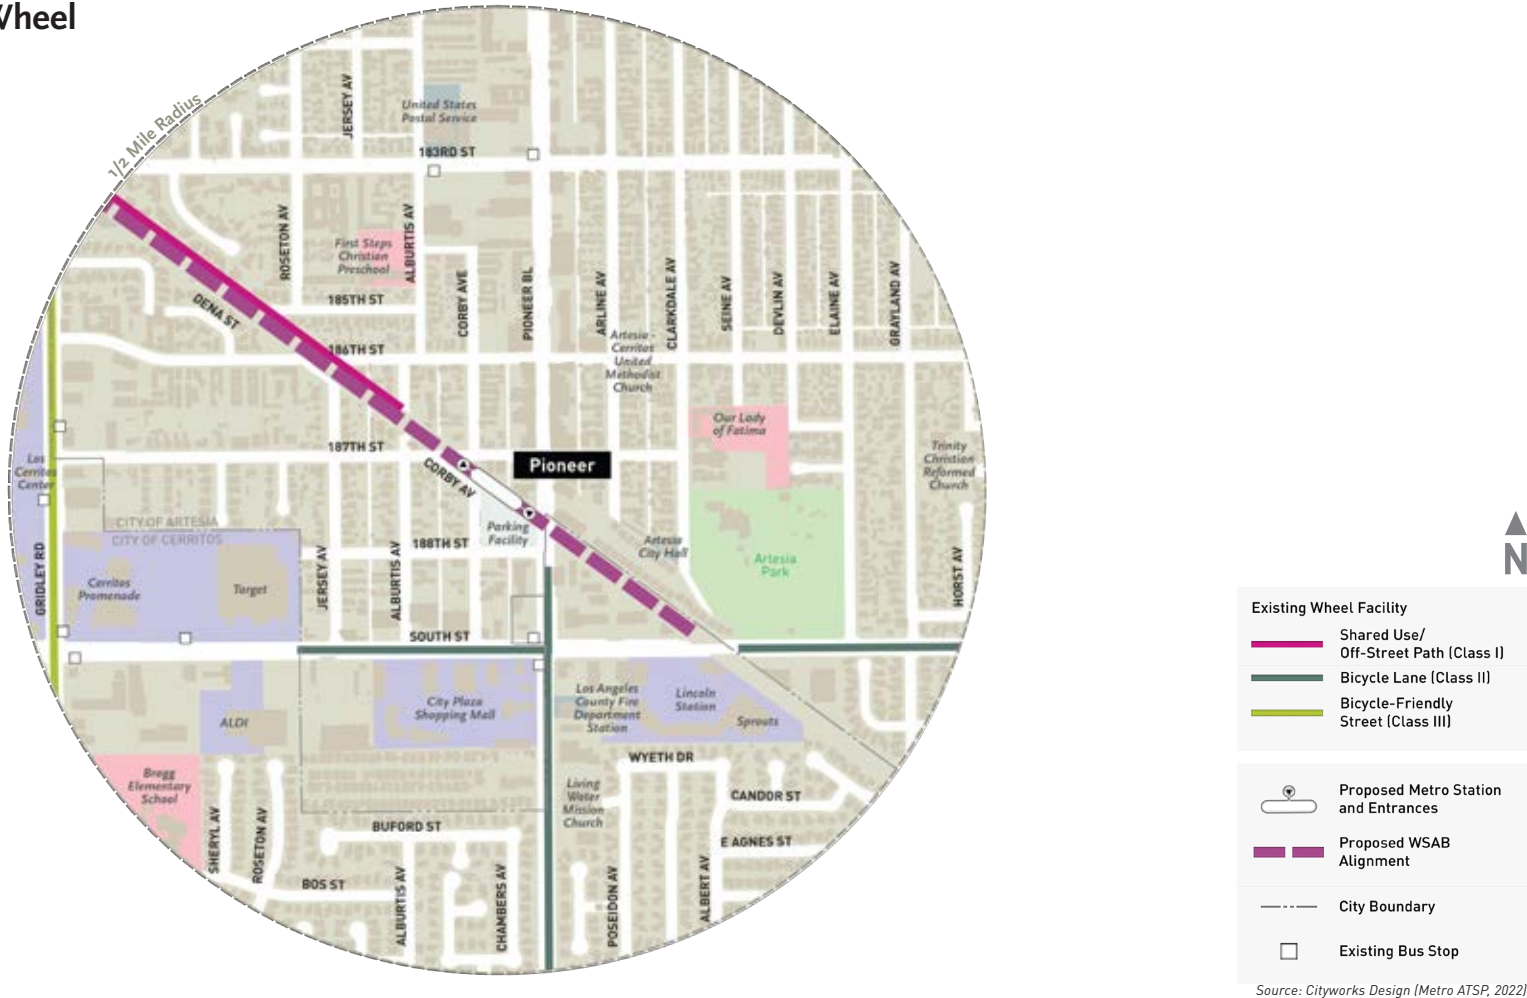 Wheel
1/2 Mile Radius
JERSEY AV
United States
Postal Service
183RD ST
ROSETON AV
First Steps
Christian
Preschool
ALBURTIS AV
185TH ST
DENA ST
CORBY AVE
PIONEER BL
ARLINE AV
CLARKDALE AV
SEINE AV
DEVLIN AV
ELAINE AV
GRAYLAND AV
186TH ST
Artesia -
Cerritos
United
Methodist
Church
Our Lady
of Fatima
187TH ST
CORBY AV
Pioneer
Trinity
Christian
Reformed
Church
Los
Cerritos
Center
CITY OF ARTESIA
CITY OF CERRITOS
Parking
Facility
188TH ST
Artesia
City Hall
Artesia
Park
GRIDLEY RD
Cerritos
Promenade
Target
JERSEY AV
ALBURTIS AV
HORST AV
SOUTH ST
ALDI
City Plaza
Shopping Mall
Los Angeles
County Fire
Department
Station
Lincoln
Station
Sprouts
WYETH DR
Bragg
Elementary
School
Living
Water
Mission
Church
CANDOR ST
SHERYL AV
ROSETON AV
BUFORD ST
E AGNES ST
BOS ST
ALBURTIS AV
CHAMBERS AV
POSEIDON AV
ALBERT AV
N
Existing Wheel Facility
Shared Use/
Off-Street Path (Class I)
Bicycle Lane (Class II)
Bicycle-Friendly
Street (Class III)
Proposed Metro Station
and Entrances
Proposed WSAB
Alignment
City Boundary
Existing Bus Stop
Source: Cityworks Design (Metro ATSP, 2022)